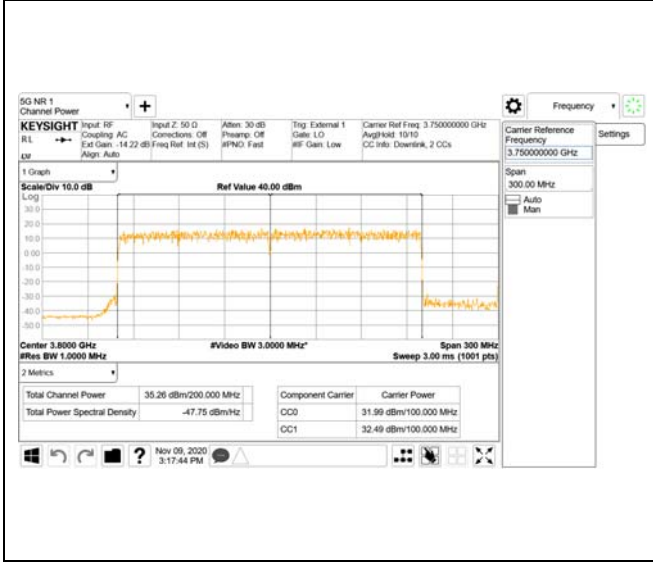 5G NR 1
Channel Power
Frequency
KEYSIGHT
RL
Input: RF
Coupling: AC
Ext Gain: -14.22 dB
Align: Auto
Input Z: 50 Ω
Corrections: Off
Freq Ref: Int (S)
Atten: 30 dB
Preamp: Off
#PNO: Fast
Trig: External 1
Gate: LO
#IF Gain: Low
Carrier Ref Freq: 3.750000000 GHz
Avg|Hold: 10/10
CC Info: Downlink, 2 CCs
Carrier Reference
Frequency
3.750000000 GHz
Settings
Span
300.00 MHz
Auto
Man
1 Graph
Scale/Div 10.0 dB
Ref Value 40.00 dBm
Log
30.0
20.0
10.0
0.00
-10.0
-20.0
-30.0
-40.0
-50.0
Center 3.8000 GHz
#Video BW 3.0000 MHz*
Span 300 MHz
#Res BW 1.0000 MHz
Sweep 3.00 ms (1001 pts)
2 Metrics
Total Channel Power 35.26 dBm/200.000 MHz
Total Power Spectral Density -47.75 dBm/Hz
Component Carrier Carrier Power
CC0 31.99 dBm/100.000 MHz
CC1 32.49 dBm/100.000 MHz
?
Nov 09, 2020
3:17:44 PM